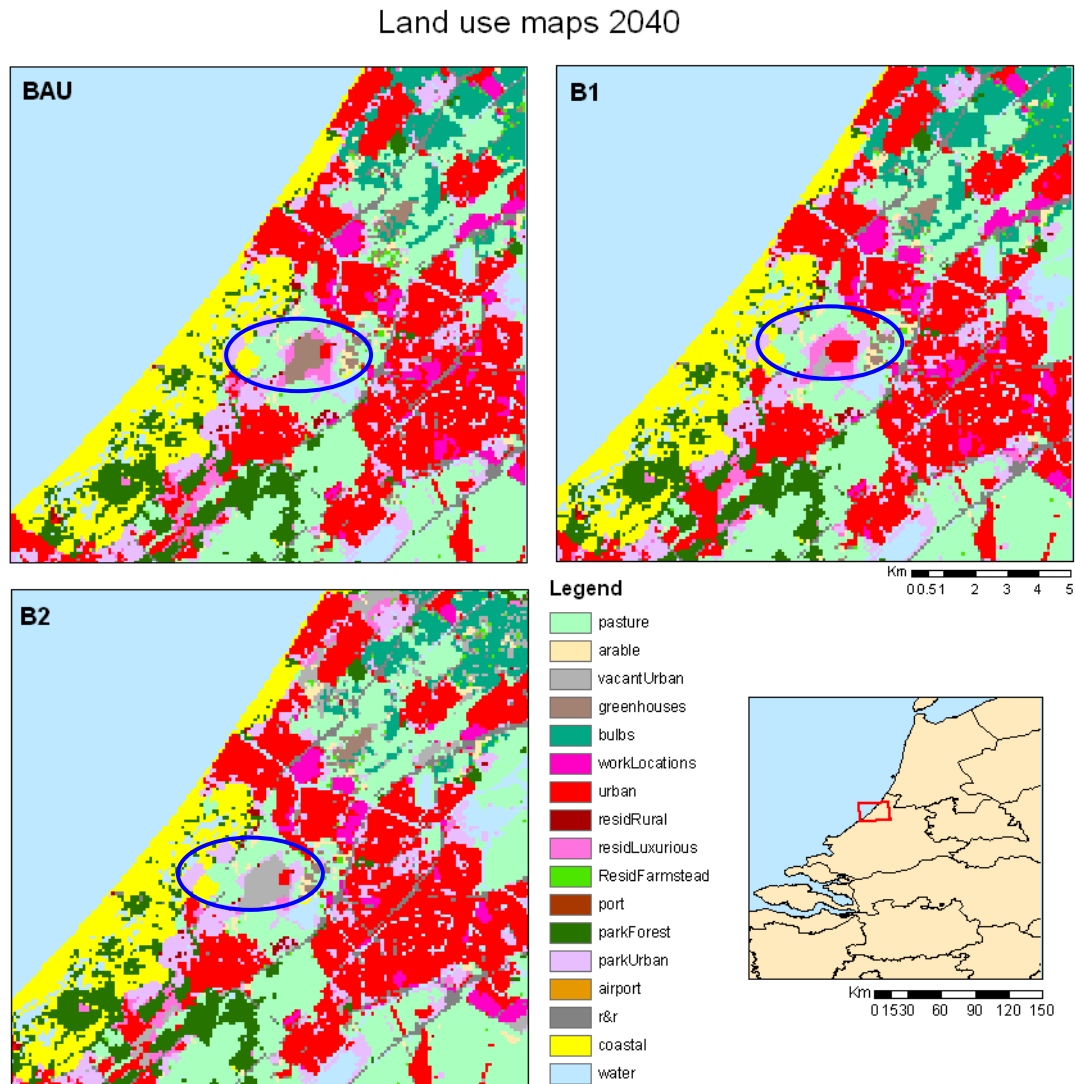 Land use maps 2040
BAU
B1
Km
0 0.5 1 2 3 4 5
B2
Legend
pasture
arable
vacantUrban
greenhouses
bulbs
workLocations
urban
residRural
residLuxurious
ResidFarmstead
port
parkForest
parkUrban
airport
r&r
coastal
water
Km
0 15 30 60 90 120 150